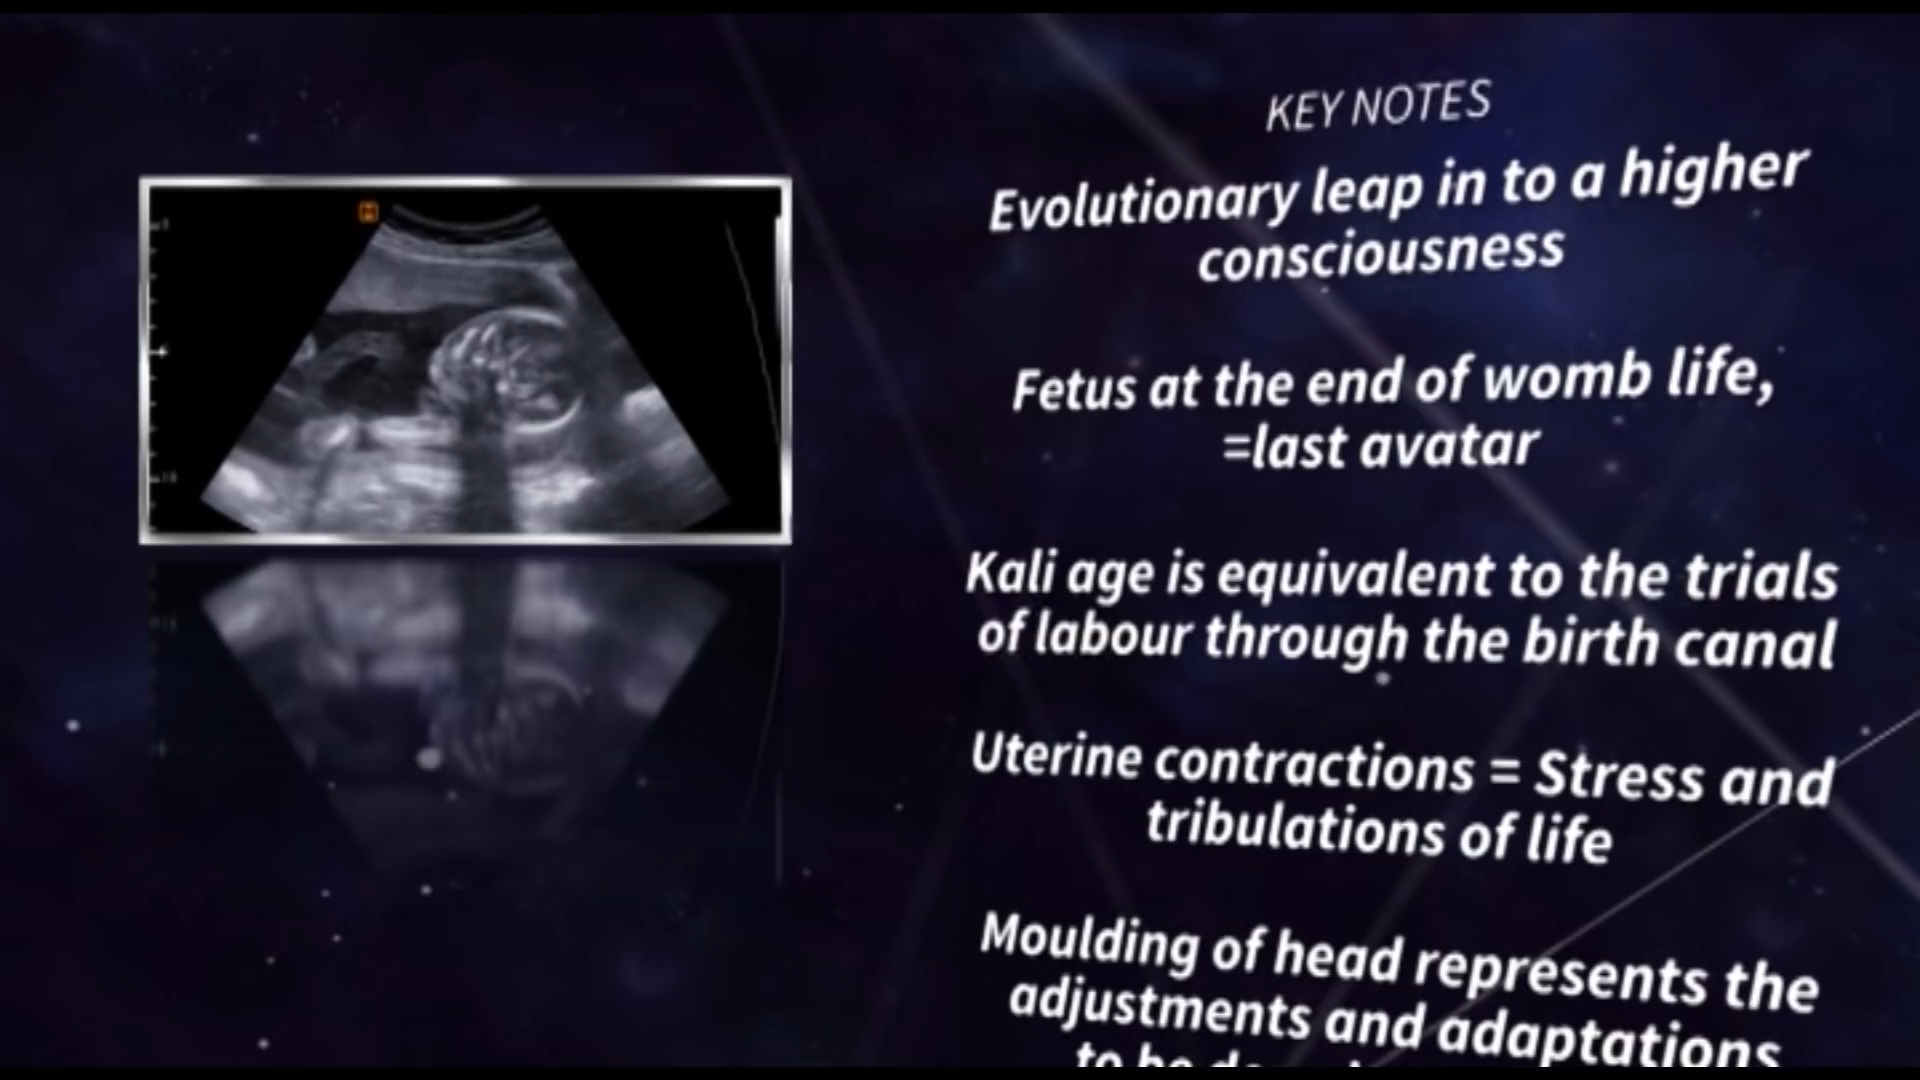 KEY NOTES
Evolutionary leap in to a higher
consciousness
Fetus at the end of womb life,
=last avatar
Kali age is equivalent to the trials
of labour through the birth canal
Uterine contractions = Stress and
tribulations of life
Moulding of head represents the
adjustments and adaptations
to be